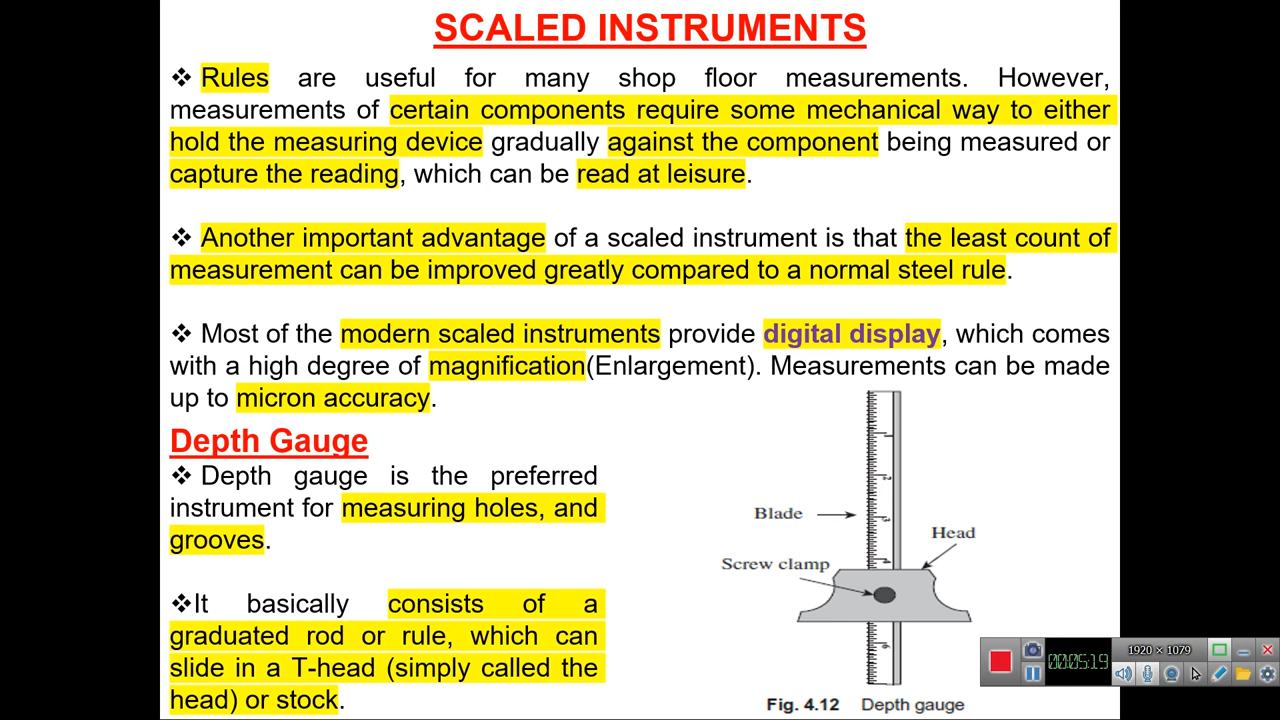 SCALED INSTRUMENTS
❖ Rules are useful for many shop floor measurements. However,
measurements of certain components require some mechanical way to either
hold the measuring device gradually against the component being measured or
capture the reading, which can be read at leisure.
❖ Another important advantage of a scaled instrument is that the least count of
measurement can be improved greatly compared to a normal steel rule.
❖ Most of the modern scaled instruments provide digital display, which comes
with a high degree of magnification(Enlargement). Measurements can be made
up to micron accuracy.
Depth Gauge
❖ Depth gauge is the preferred
instrument for measuring holes, and
grooves.
❖It basically consists of a
graduated rod or rule, which can
slide in a T-head (simply called the
head) or stock.
1
2
3
Blade
Head
4
Screw clamp
6
Fig. 4.12 Depth gauge
1920 × 1079
00:05:19